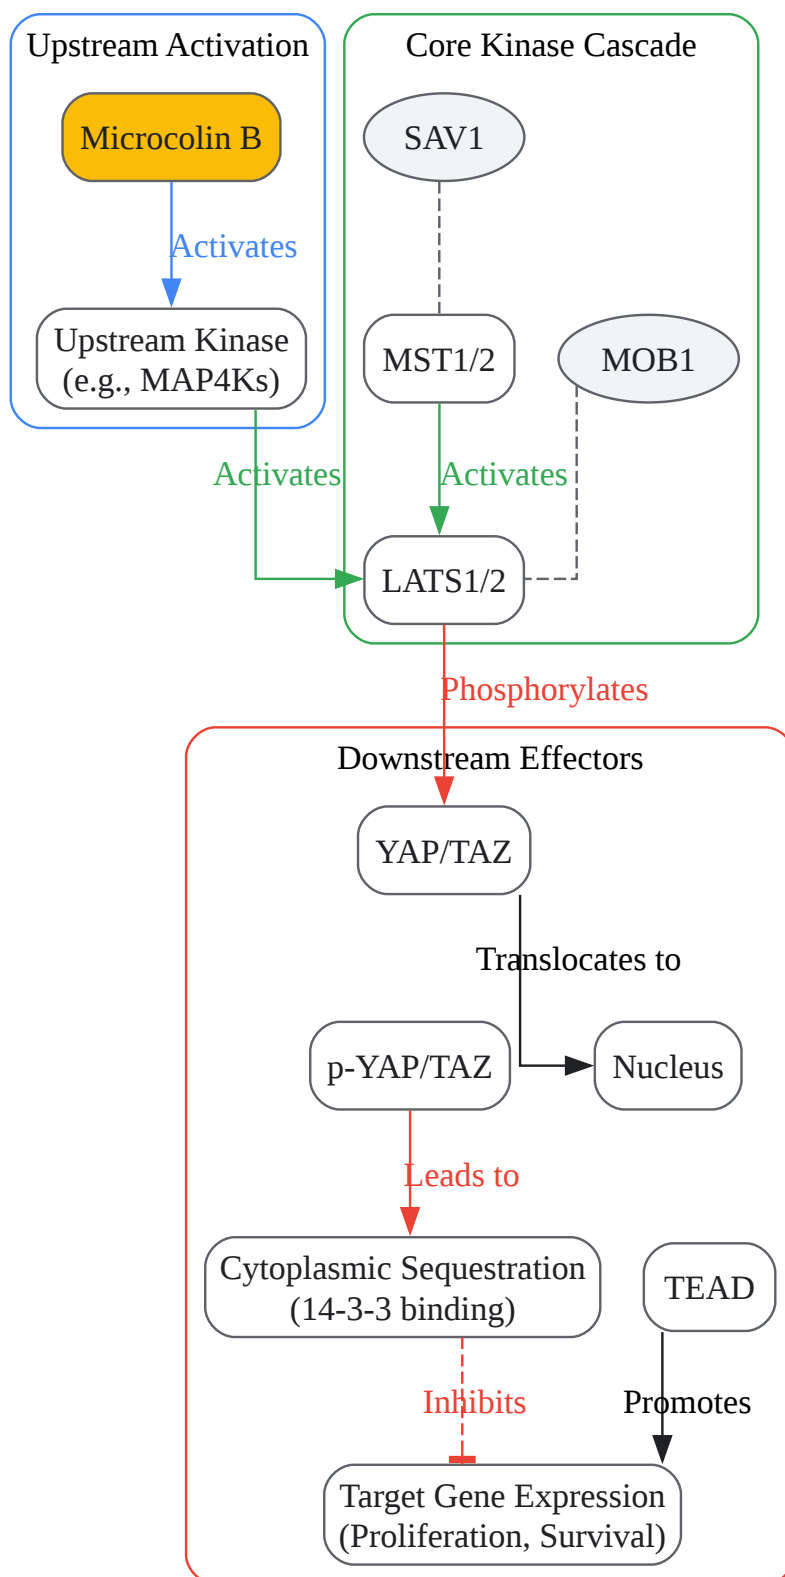 Upstream Activation
Core Kinase Cascade
Microcolin B
SAV1
Activates
Upstream Kinase
(e.g., MAP4Ks)
MST1/2
MOB1
Activates
Activates
LATS1/2
Phosphorylates
Downstream Effectors
YAP/TAZ
Translocates to
p-YAP/TAZ
Nucleus
Leads to
Cytoplasmic Sequestration
(14-3-3 binding)
TEAD
Inhibits
Promotes
Target Gene Expression
(Proliferation, Survival)